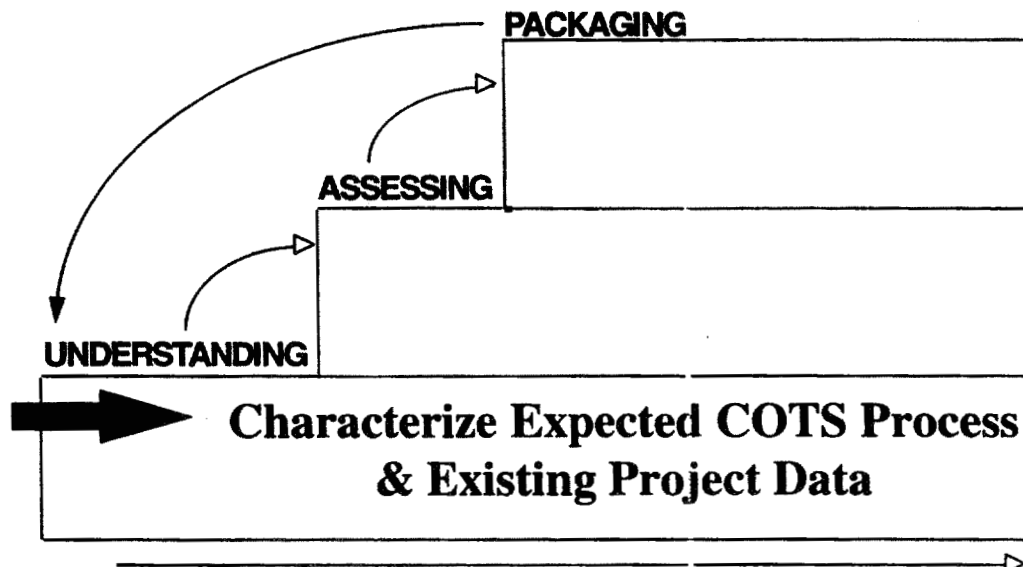 PACKAGING
ASSESSING
UNDERSTANDING
Characterize Expected COTS Process
& Existing Project Data